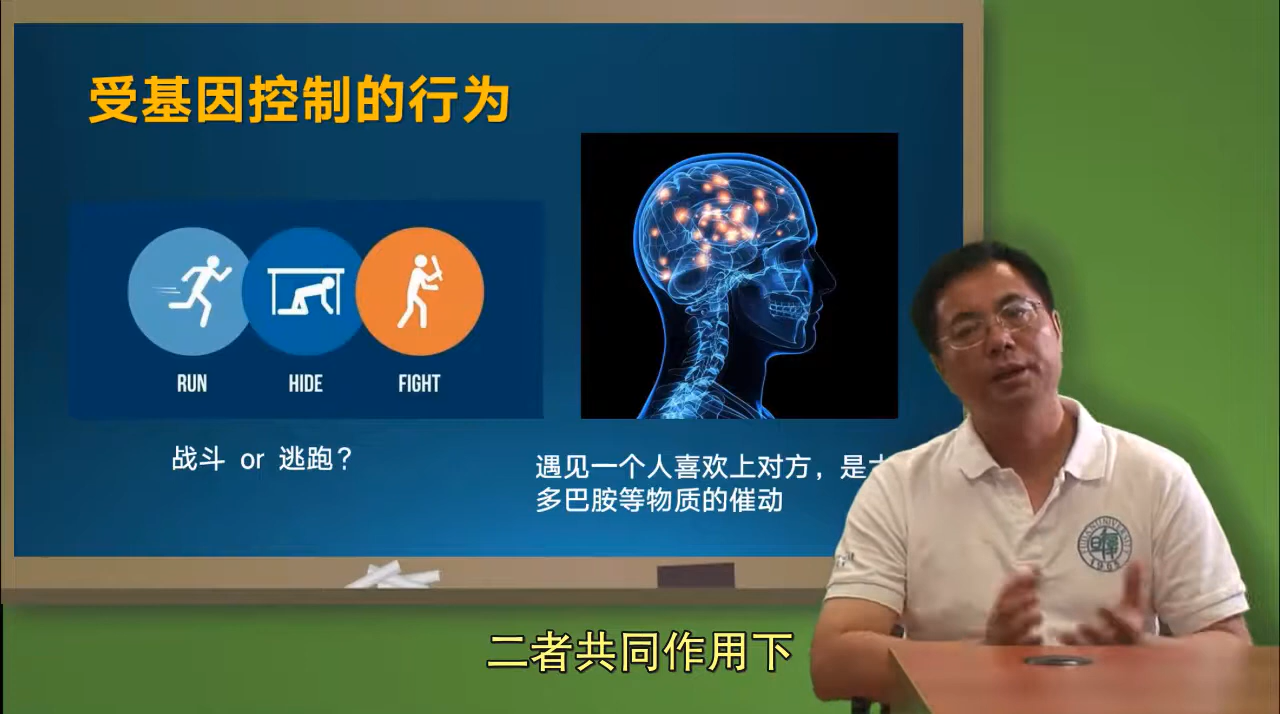 受基因控制的行为
RUN
HIDE
FIGHT
战斗 or 逃跑?
遇见一个人喜欢上对方，是
多巴胺等物质的催动
二者共同作用下